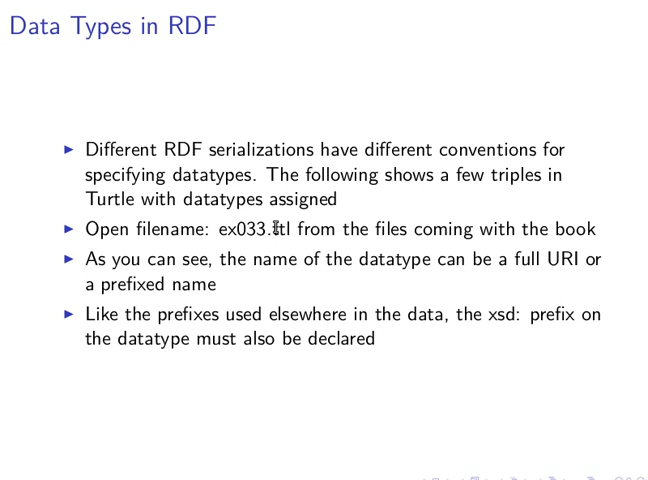 Data Types in RDF
Different RDF serializations have different conventions for
specifying datatypes. The following shows a few triples in
Turtle with datatypes assigned
Open filename: ex033.ttl from the files coming with the book
As you can see, the name of the datatype can be a full URI or
a prefixed name
Like the prefixes used elsewhere in the data, the xsd: prefix on
the datatype must also be declared